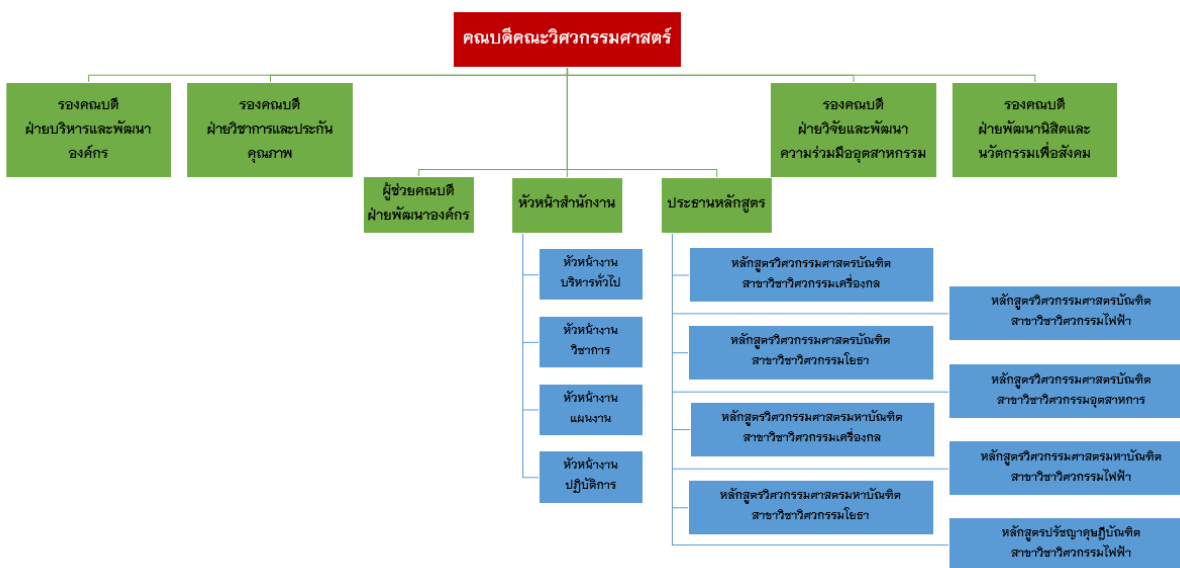 คณบดีคณะวิศวกรรมศาสตร์
รองคณบดี
ฝ่ายบริหารและพัฒนา
องค์กร
รองคณบดี
ฝ่ายวิชาการและประกัน
คุณภาพ
รองคณบดี
ฝ่ายวิจัยและพัฒนา
ความร่วมมืออุตสาหกรรม
รองคณบดี
ฝ่ายพัฒนานิสิตและ
นวัตกรรมเพื่อสังคม
ผู้ช่วยคณบดี
ฝ่ายพัฒนาองค์กร
หัวหน้าสำนักงาน
ประธานหลักสูตร
หัวหน้างาน
บริหารทั่วไป
หัวหน้างาน
วิชาการ
หัวหน้างาน
แผนงาน
หัวหน้างาน
ปฏิบัติการ
หลักสูตรวิศวกรรมศาสตรบัณฑิต
สาขาวิชาวิศวกรรมเครื่องกล
หลักสูตรวิศวกรรมศาสตรบัณฑิต
สาขาวิชาวิศวกรรมไฟฟ้า
หลักสูตรวิศวกรรมศาสตรบัณฑิต
สาขาวิชาวิศวกรรมโยธา
หลักสูตรวิศวกรรมศาสตรบัณฑิต
สาขาวิชาวิศวกรรมอุตสาหการ
หลักสูตรวิศวกรรมศาสตรมหาบัณฑิต
สาขาวิชาวิศวกรรมเครื่องกล
หลักสูตรวิศวกรรมศาสตรมหาบัณฑิต
สาขาวิชาวิศวกรรมไฟฟ้า
หลักสูตรวิศวกรรมศาสตรมหาบัณฑิต
สาขาวิชาวิศวกรรมโยธา
หลักสูตรปรัชญาดุษฎีบัณฑิต
สาขาวิชาวิศวกรรมไฟฟ้า